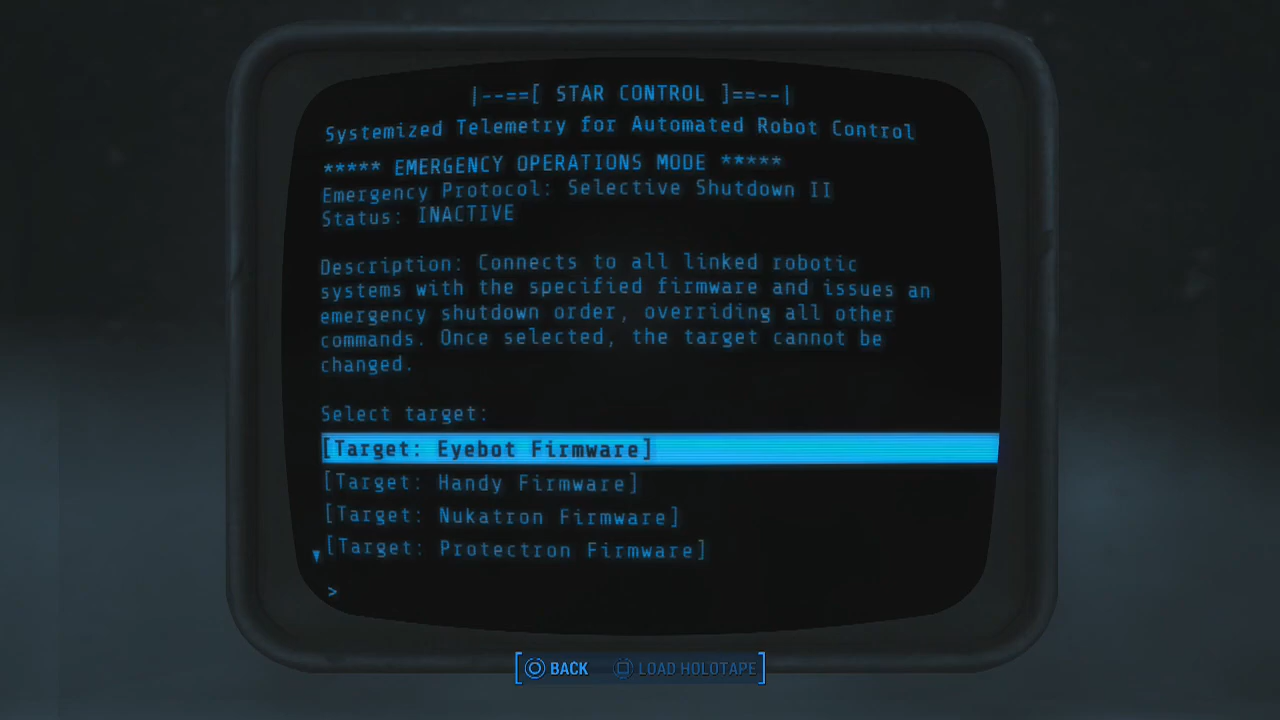 |--==[ STAR CONTROL ]==--|
Systemized Telemetry for Automated Robot Control
***** EMERGENCY OPERATIONS MODE *****
Emergency Protocol: Selective Shutdown II
Status: INACTIVE
Description: Connects to all linked robotic
systems with the specified firmware and issues an
emergency shutdown order, overriding all other
commands. Once selected, the target cannot be
changed.
Select target:
[Target: Eyebot Firmware]
[Target: Handy Firmware]
[Target: Nukatron Firmware]
[Target: Protectron Firmware]
>
BACK LOAD HOLOTAPE